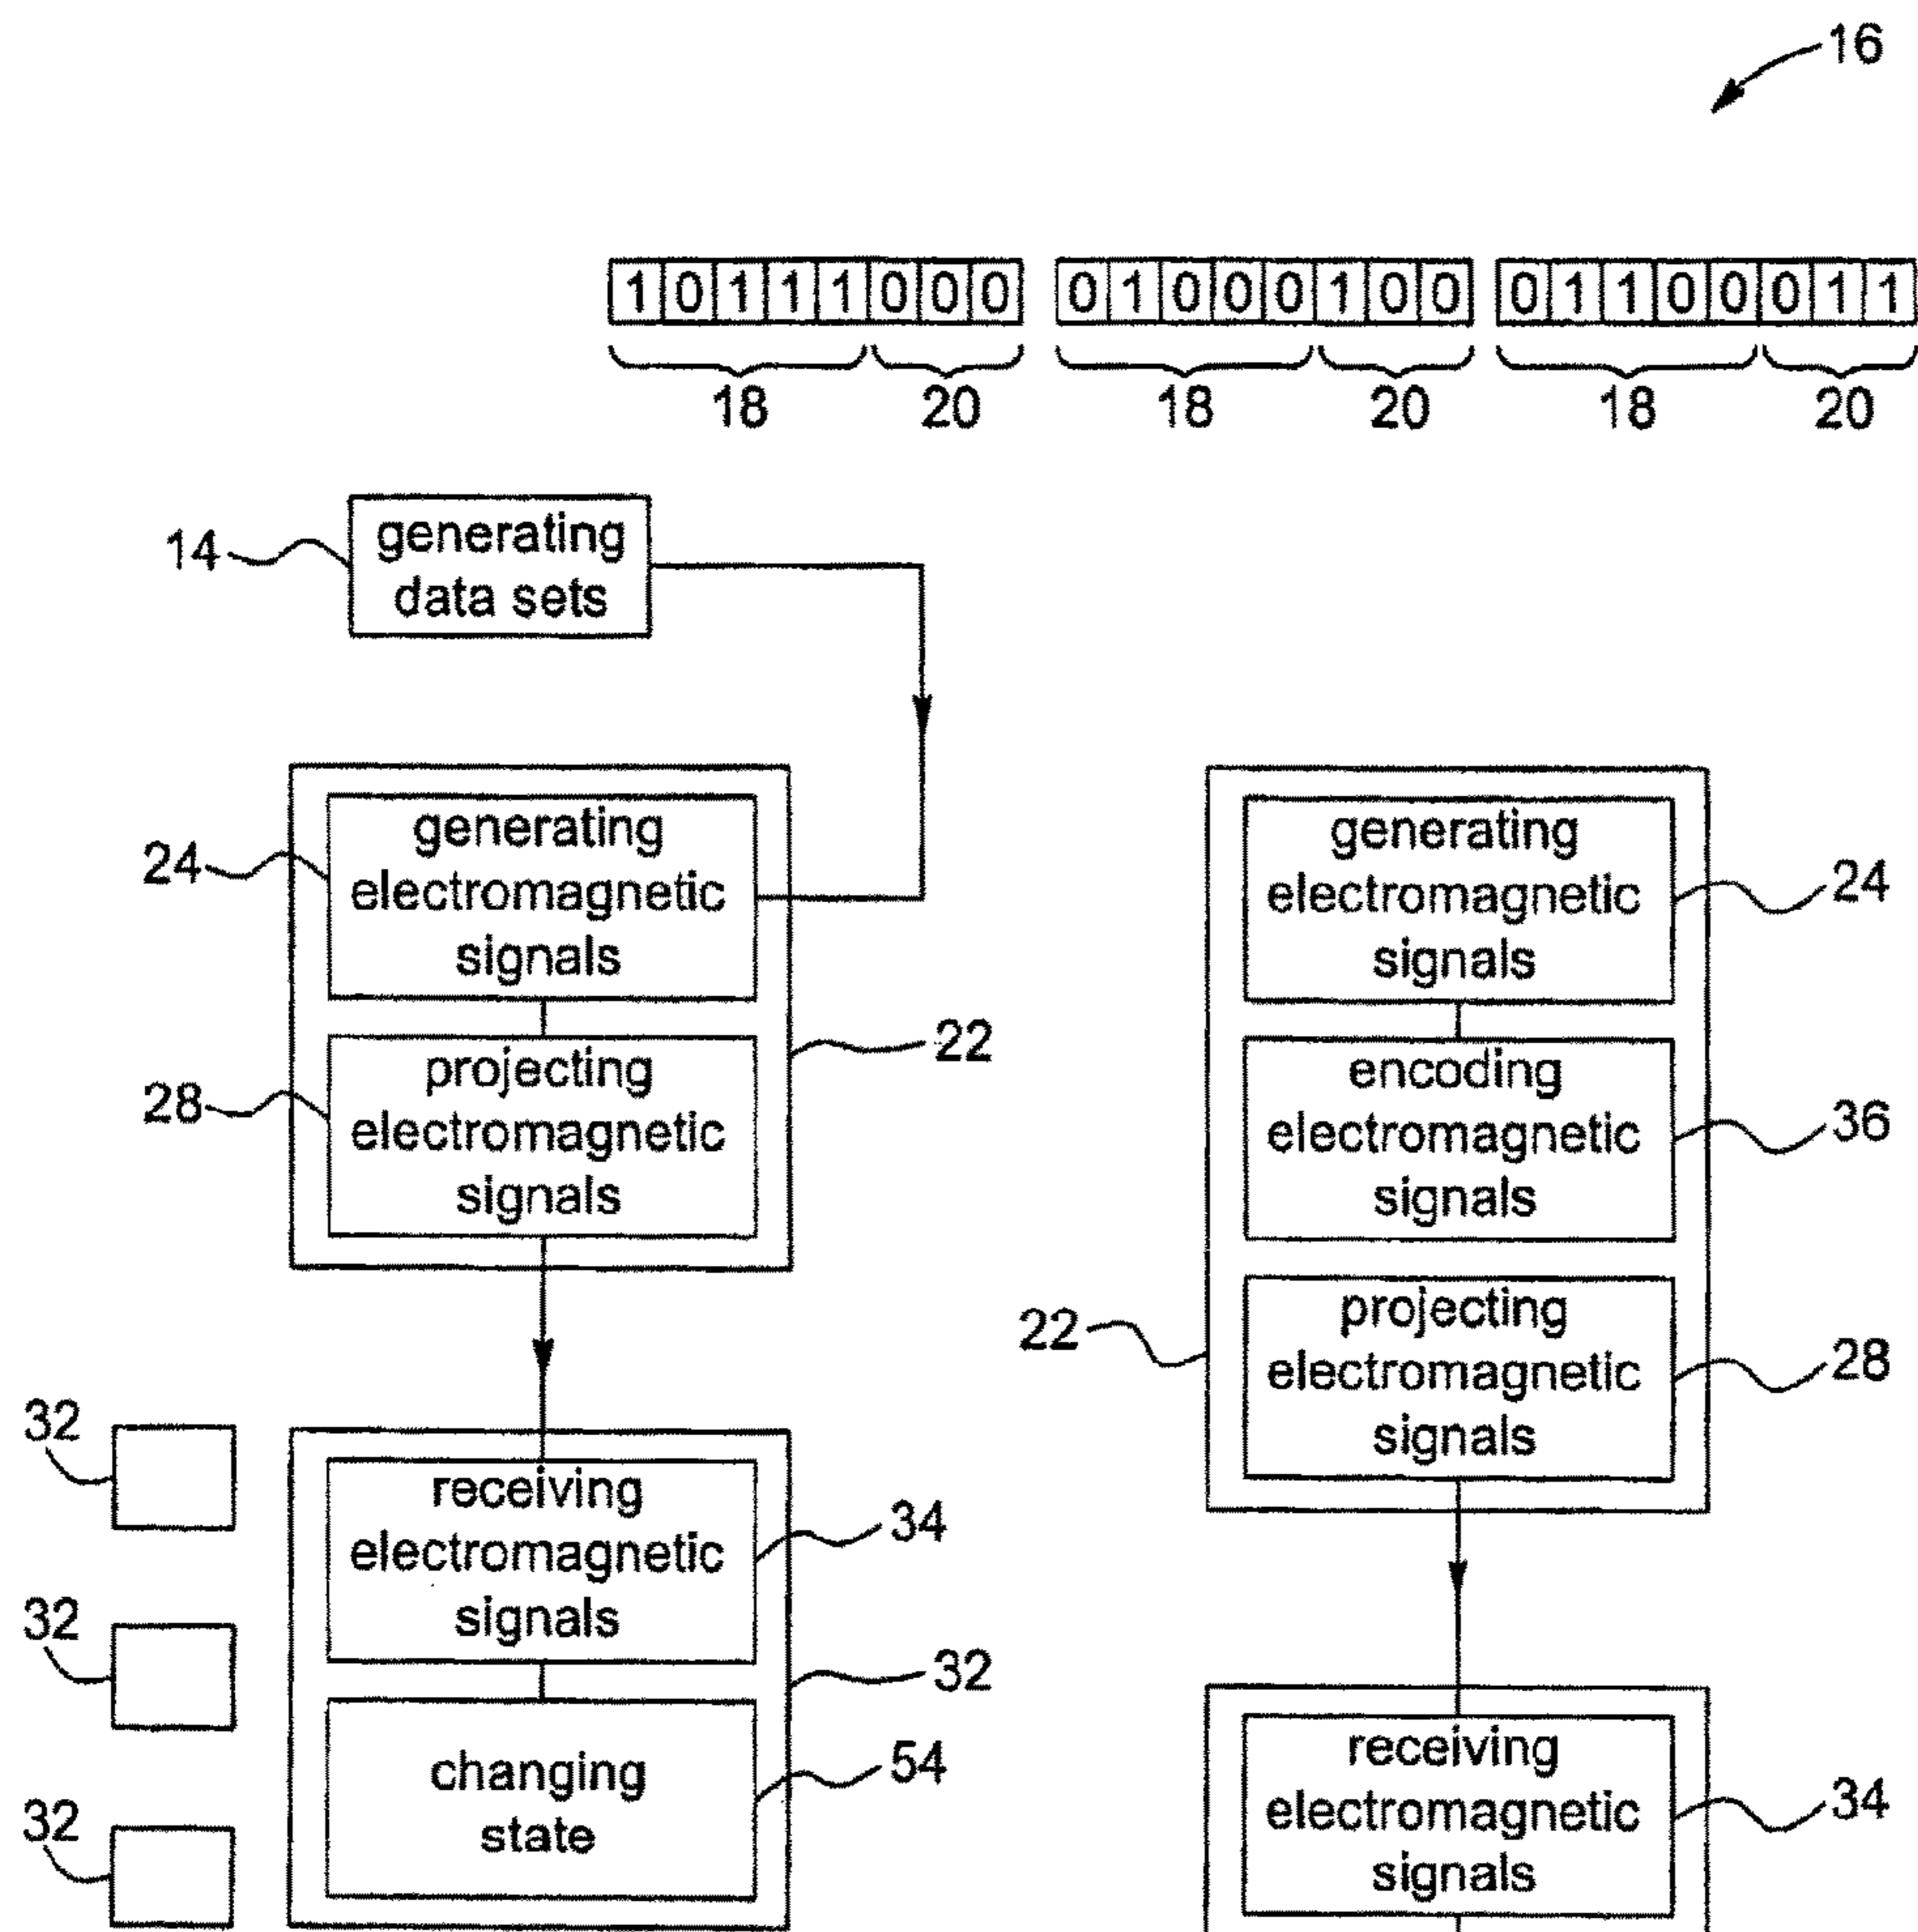 16
1 0 1 1 1 0 0 0 0 1 0 0 0 1 0 0 0 1 1 0 0 0 1 1
18 20 18 20 18 20
14
generating
data sets
24
generating
electromagnetic
signals
28
projecting
electromagnetic
signals
22
32
32
32
receiving
electromagnetic
signals
34
32
changing
state
54
generating
electromagnetic
signals
24
encoding
electromagnetic
signals
36
22
projecting
electromagnetic
signals
28
receiving
electromagnetic
signals
34